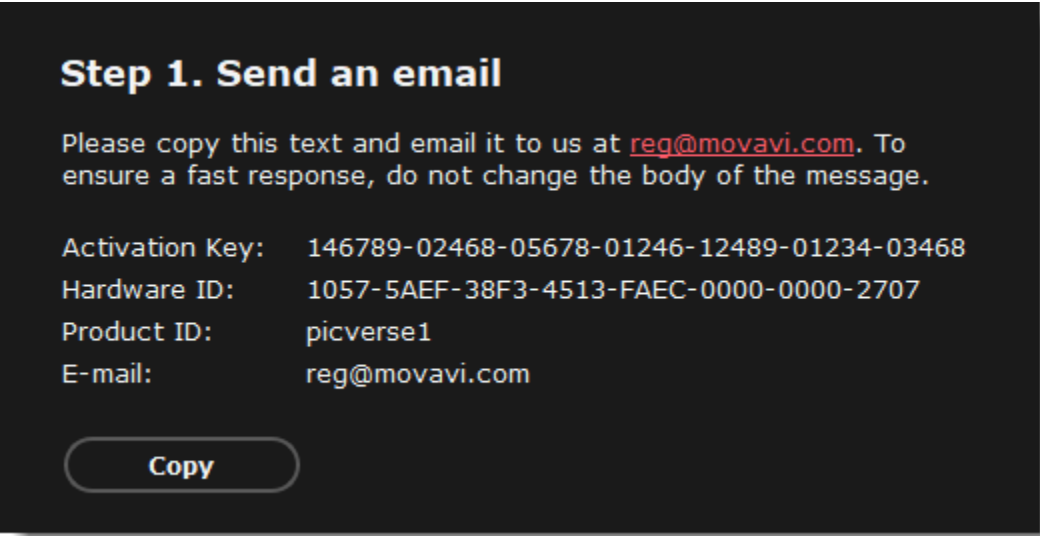 Step 1. Send an email
Please copy this text and email it to us at reg@movavi.com. To
ensure a fast response, do not change the body of the message.
Activation Key: 146789-02468-05678-01246-12489-01234-03468
Hardware ID: 1057-5AEF-38F3-4513-FAEC-0000-0000-2707
Product ID: picverse1
E-mail: reg@movavi.com
Copy